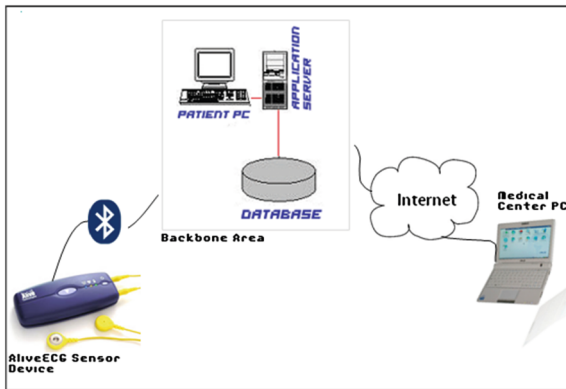 PATIENT PC
APPLICATION
SERVER
DATABASE
Backbone Area
Internet
Medical
Center PC
AliveECG Sensor
Device